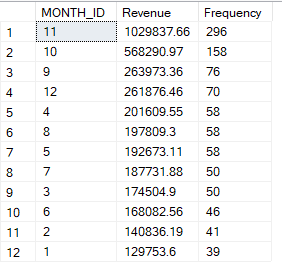 MONTH_ID Revenue Frequency
1 11 1029837.66 296
2 10 568290.97 158
3 9 263973.36 76
4 12 261876.46 70
5 4 201609.55 58
6 8 197809.3 58
7 5 192673.11 58
8 7 187731.88 50
9 3 174504.9 50
10 6 168082.56 46
11 2 140836.19 41
12 1 129753.6 39